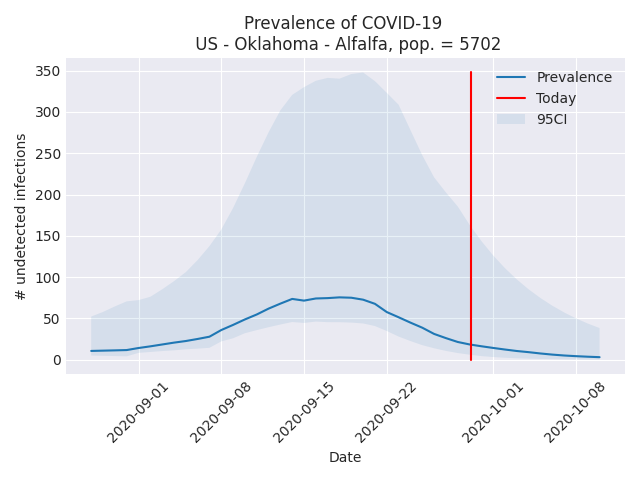 Prevalence of COVID-19
US - Oklahoma - Alfalfa, pop. = 5702
# undetected infections
350
300
250
200
150
100
50
0
Prevalence
Today
95CI
2020-09-01
2020-09-08
2020-09-15
2020-09-22
2020-10-01
2020-10-08
Date